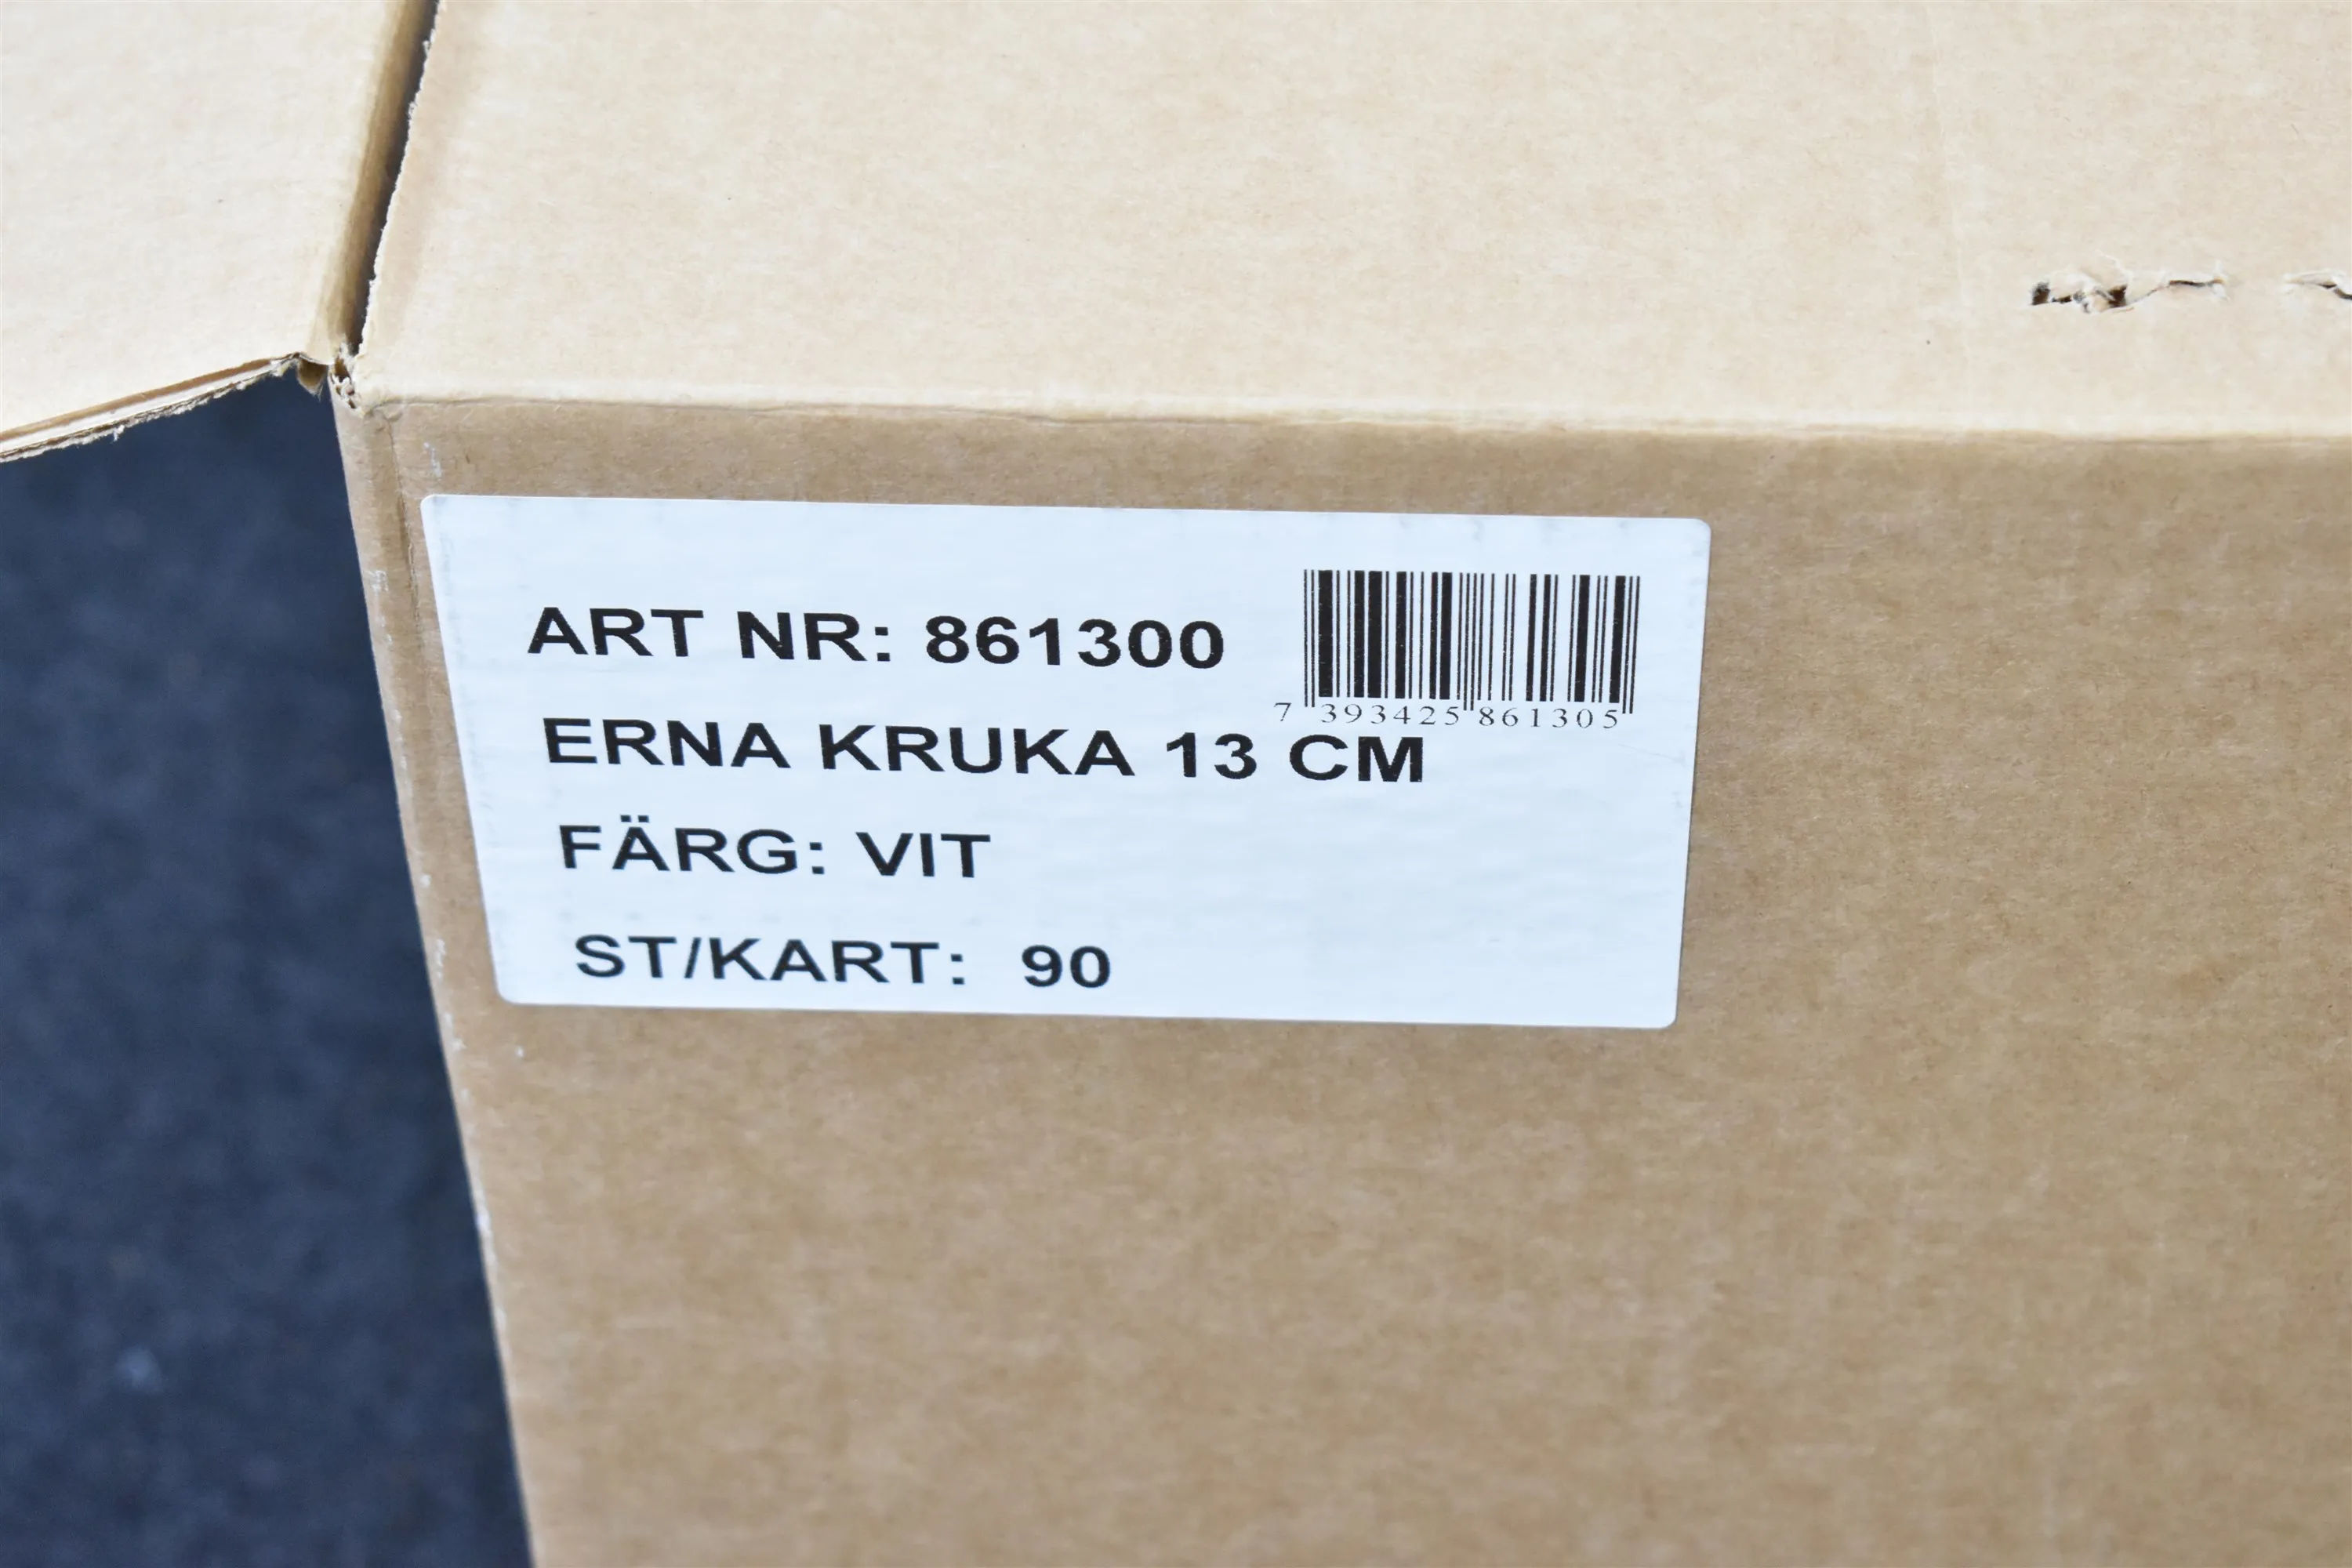 ART NR: 861300
7 393425 861305
ERNA KRUKA 13 CM
FÄRG: VIT
ST/KART: 90